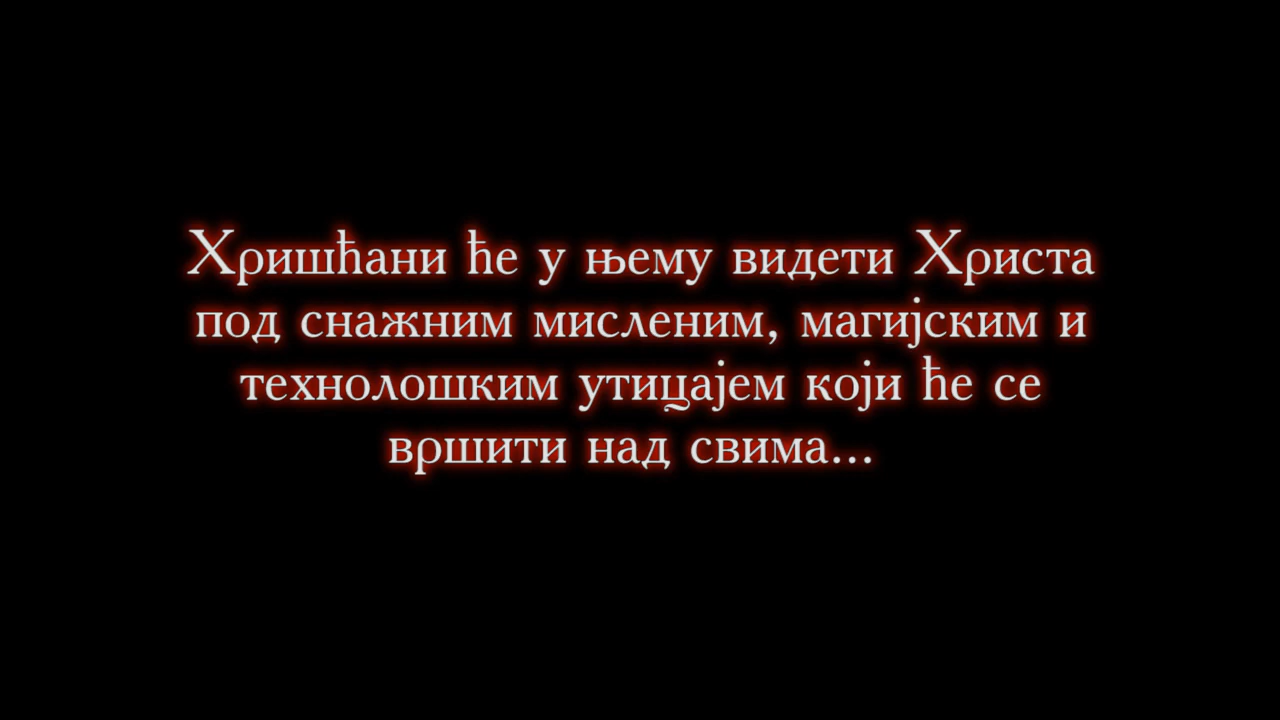 Хришћани ће у њему видети Христа
под снажним мисленим, магијским и
технолошким утицајем који ће се
вршити над свима...